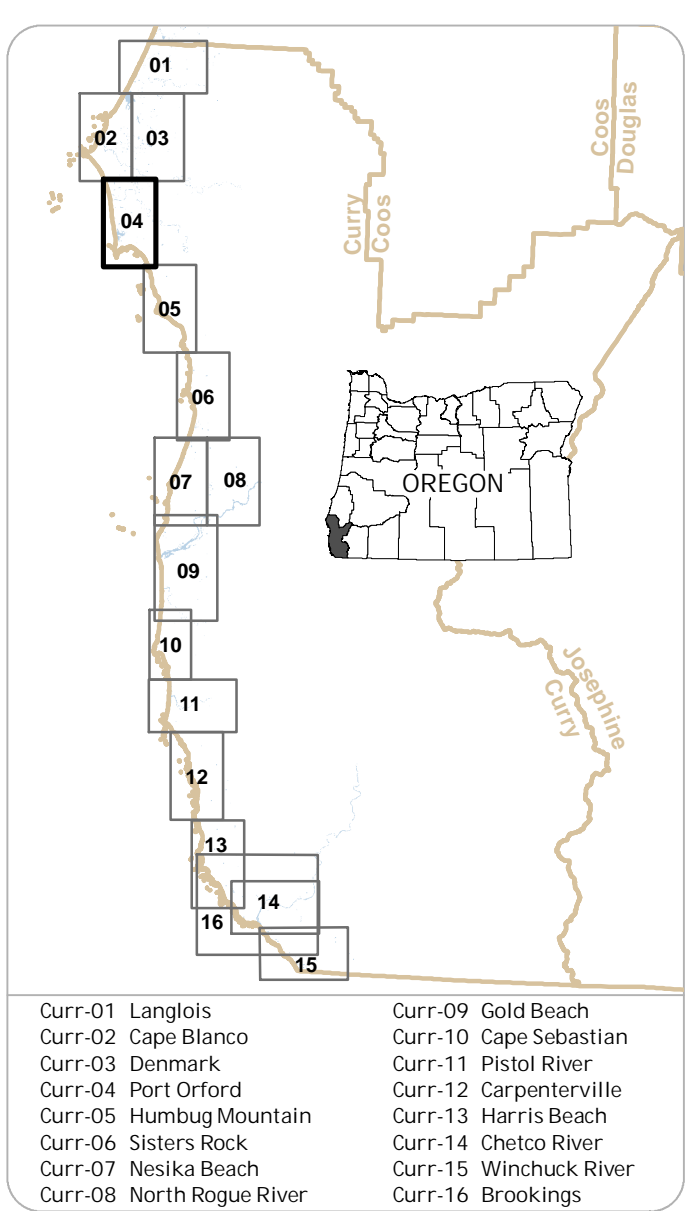 01
02
03
04
05
06
07
08
09
10
11
12
13
14
16
15
Coos
Douglas
Curry
Coos
OREGON
Josephine
Curry
Curr-01 Langlois
Curr-02 Cape Blanco
Curr-03 Denmark
Curr-04 Port Orford
Curr-05 Humbug Mountain
Curr-06 Sisters Rock
Curr-07 Nesika Beach
Curr-08 North Rogue River
Curr-09 Gold Beach
Curr-10 Cape Sebastian
Curr-11 Pistol River
Curr-12 Carpenterville
Curr-13 Harris Beach
Curr-14 Chetco River
Curr-15 Winchuck River
Curr-16 Brookings